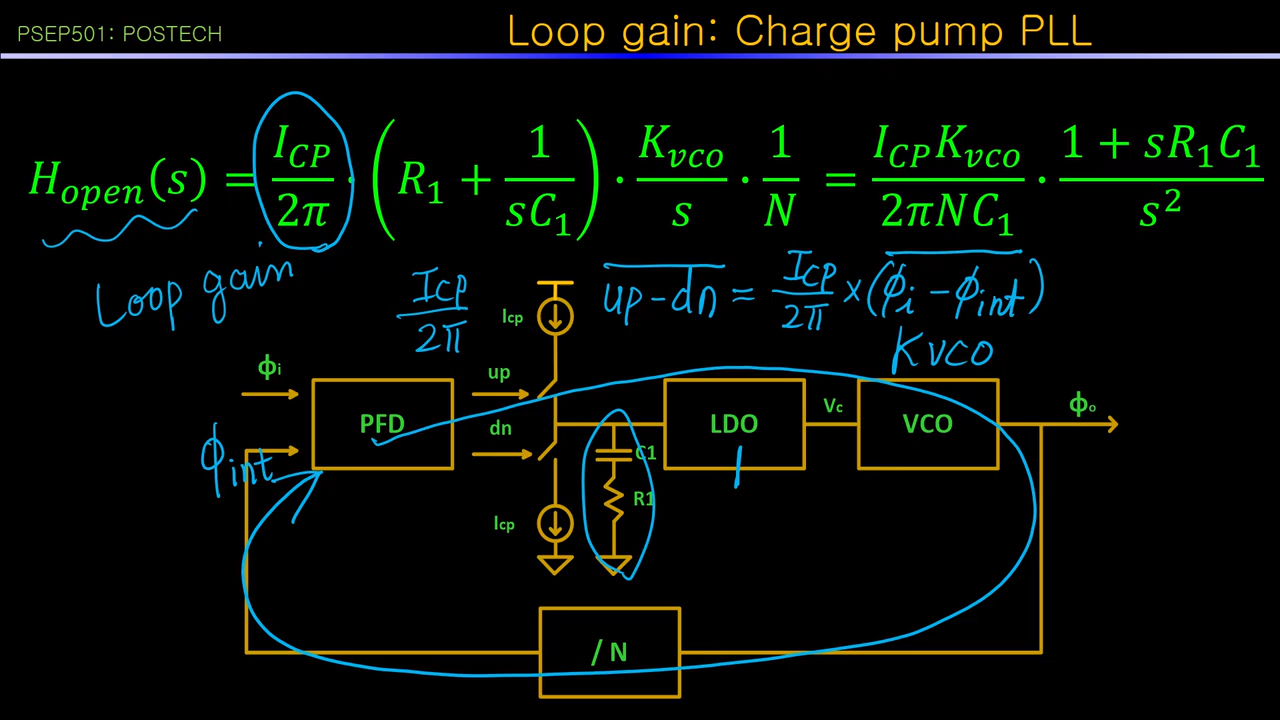 PSEP501: POSTECH
Loop gain: Charge pump PLL
H_open(s) = I_CP/2π · (R_1 + 1/sC_1) · K_vco/s · 1/N = I_CP K_vco/2πNC_1 · 1 + sR_1C_1/s^2
Loop gain
Icp/2π
up-dn = Icp/2π × (ϕi - ϕint)
KVCO
Icp
ϕi
up
PFD
dn
LDO
Vc
VCO
ϕo
ϕint
C1
R1
Icp
1
/ N